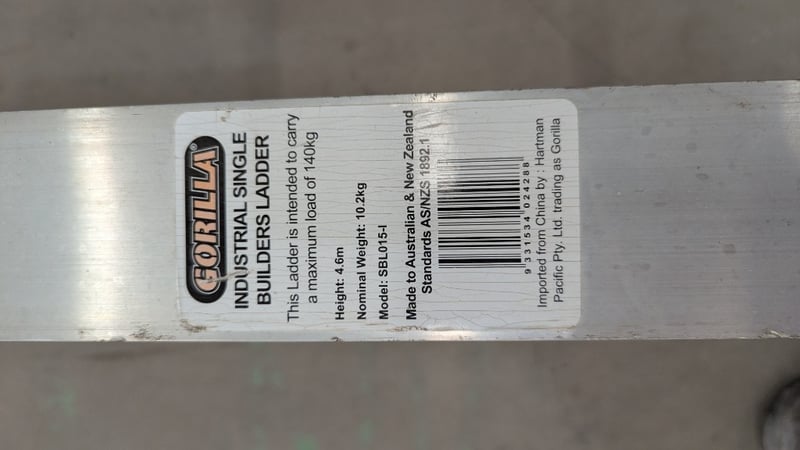 GORILLA®
INDUSTRIAL SINGLE
BUILDERS LADDER
This Ladder is intended to carry
a maximum load of 140kg
Height: 4.6m
Nominal Weight: 10.2kg
Model: SBL015-I
Made to Australian & New Zealand
Standards AS/NZS 1892.1
9 331534 024288
Imported from China by : Hartman
Pacific Pty. Ltd. trading as Gorilla